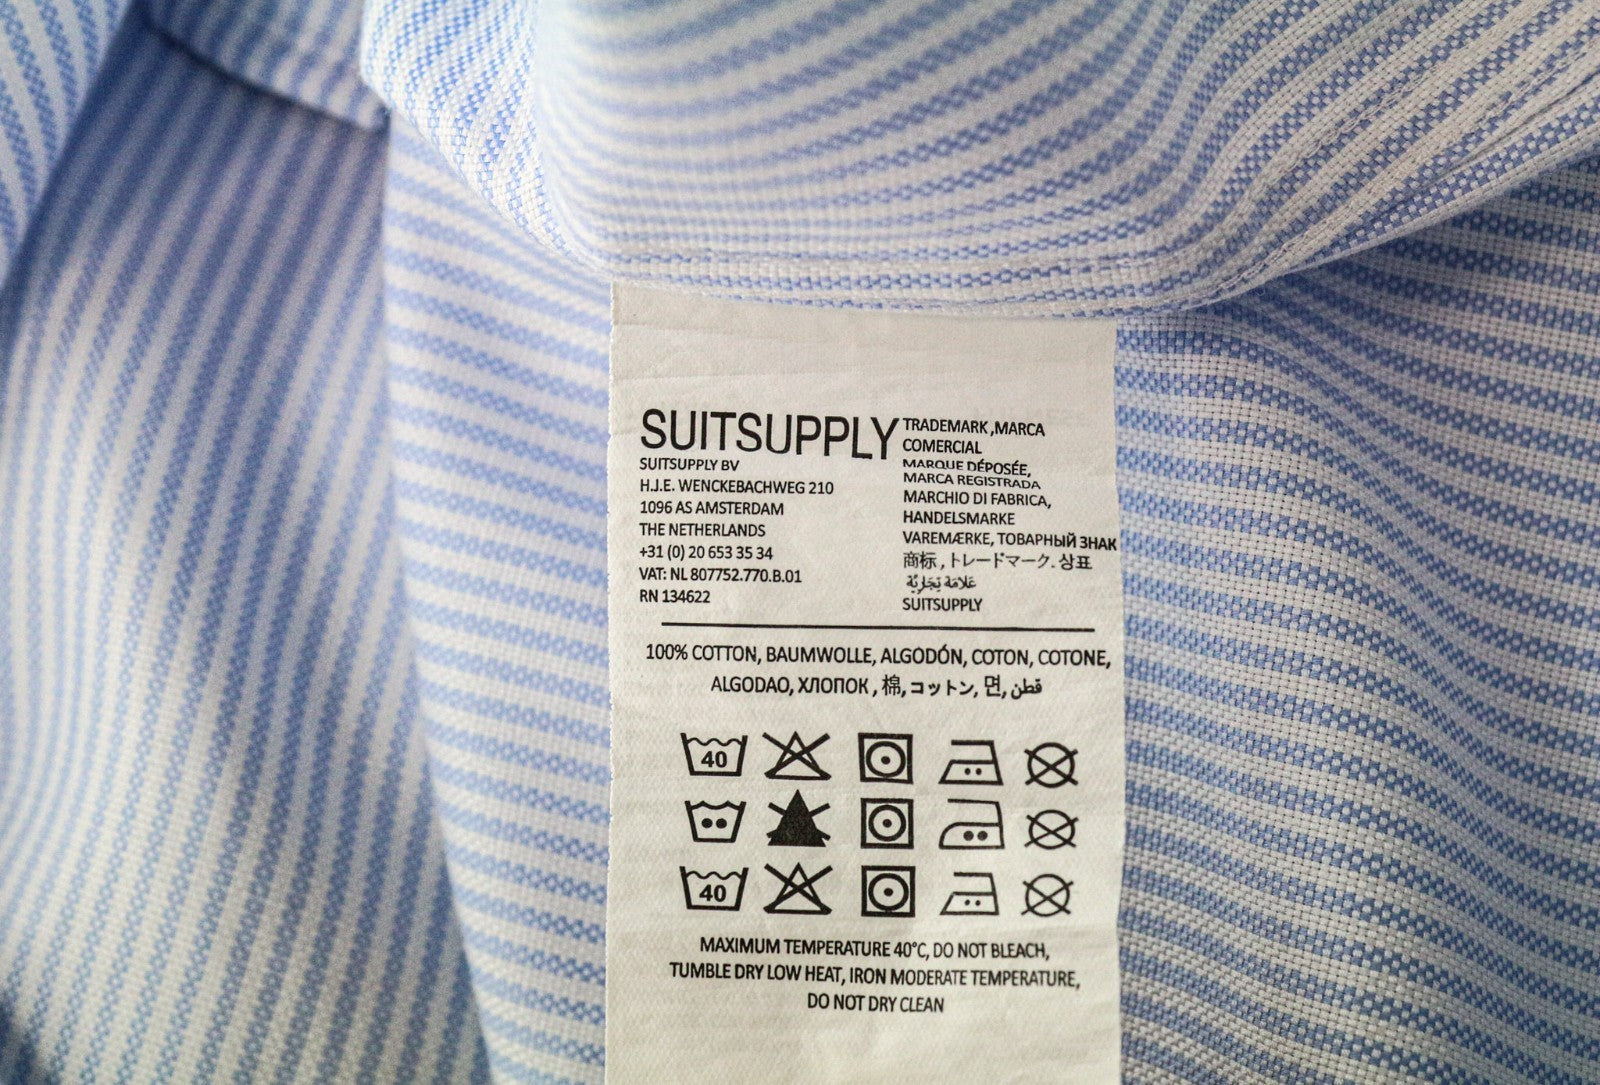 SUITSUPPLY
SUITSUPPLY BV
H.J.E. WENCKEBACHWEG 210
1096 AS AMSTERDAM
THE NETHERLANDS
+31 (0) 20 653 35 34
VAT: NL 807752.770.B.01
RN 134622
TRADEMARK ,MARCA
COMERCIAL
MARQUE DÉPOSÉE,
MARCA REGISTRADA
MARCHIO DI FABRICA,
HANDELSMARKE
VAREMÆRKE, ТОВАРНЫЙ ЗНАК
商标 , トレードマーク. 상표
عَلامَة تِجَارِيَّة
SUITSUPPLY
100% COTTON, BAUMWOLLE, ALGODÓN, COTON, COTONE,
ALGODAO, ХЛОПОК , 棉, コットン, 면, قطن
40
40
MAXIMUM TEMPERATURE 40°C, DO NOT BLEACH,
TUMBLE DRY LOW HEAT, IRON MODERATE TEMPERATURE,
DO NOT DRY CLEAN